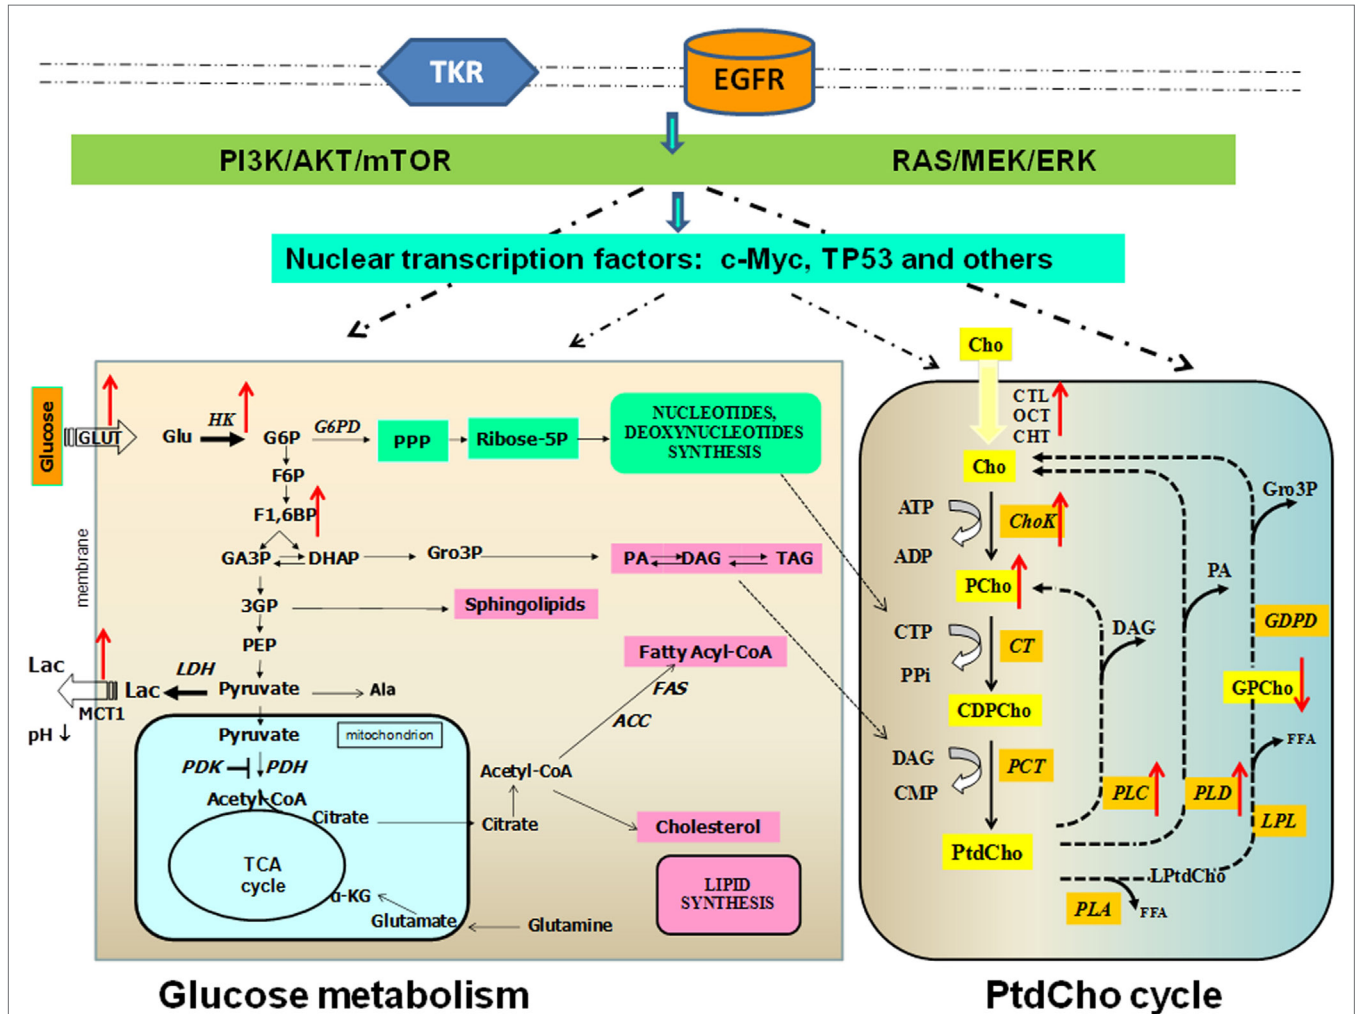 TKR
EGFR
PI3K/AKT/mTOR
RAS/MEK/ERK
Nuclear transcription factors: c-Myc, TP53 and others
Glucose
membrane
GLUT
Glu
HK
G6P
G6PD
PPP
Ribose-5P
NUCLEOTIDES,
DEOXYNUCLEOTIDES
SYNTHESIS
F6P
F1,6BP
GA3P
DHAP
Gro3P
PA
DAG
TAG
3GP
Sphingolipids
PEP
Fatty Acyl-CoA
FAS
ACC
Lac
MCT1
pH ↓
Lac
LDH
Pyruvate
Ala
Pyruvate
mitochondrion
PDK
PDH
Acetyl-CoA
Citrate
Citrate
Acetyl-CoA
Cholesterol
TCA
cycle
α-KG
Glutamate
Glutamine
LIPID
SYNTHESIS
Glucose metabolism
Cho
CTL
OCT
CHT
Cho
ATP
ADP
ChoK
PCho
CTP
PPi
CT
CDPCho
DAG
CMP
PCT
PtdCho
DAG
PLC
PA
PLD
Gro3P
GDPD
GPCho
FFA
LPL
LPtdCho
PLA
FFA
PtdCho cycle